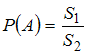 P(A) = S₁/S₂